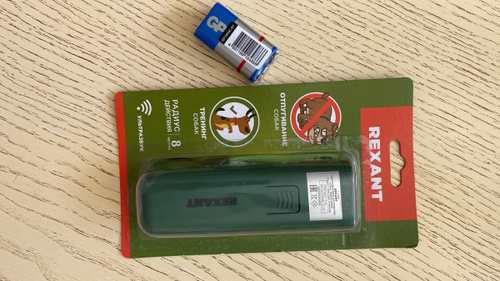 GP
REXANT
ОТПУГИВАНИЕ
СОБАК
ТРЕНИНГ
СОБАК
РАДИУС
ДЕЙСТВИЯ
8
УЛЬТРАЗВУК
REXANT